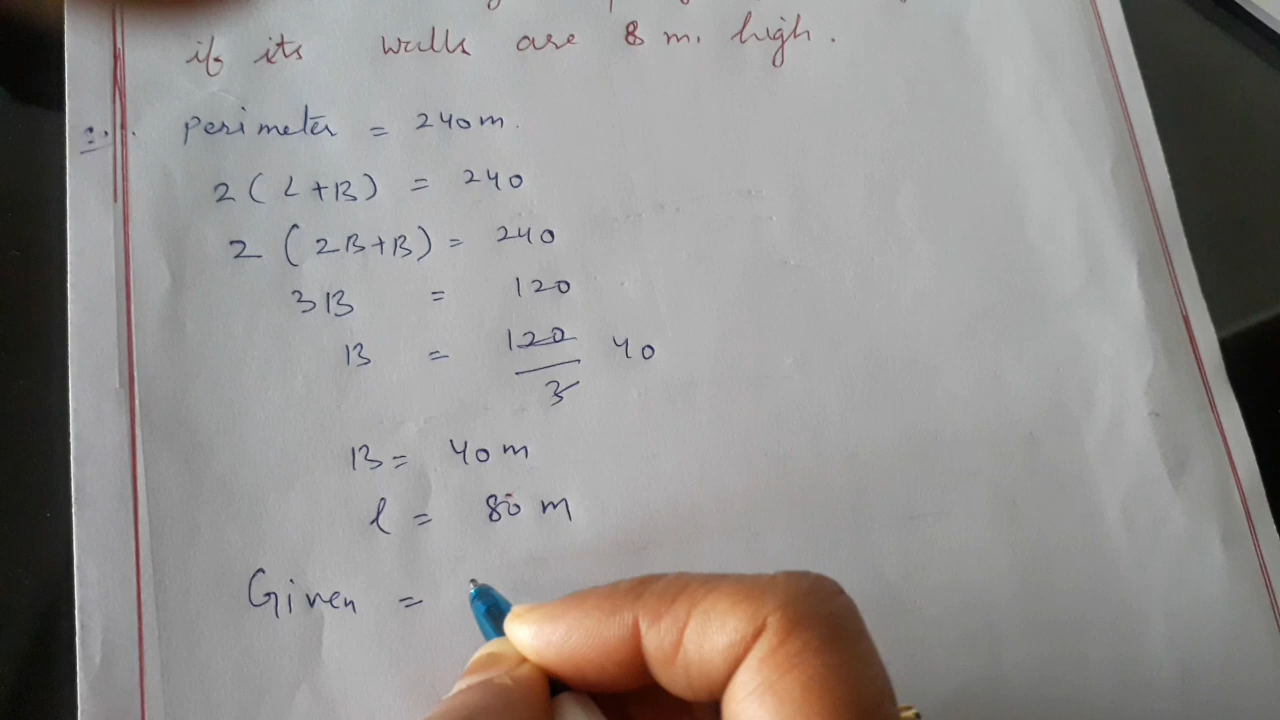 if its walls are 8 m. high.
perimeter = 240m.
2 ( L + B ) = 240
2 ( 2B + B ) = 240
3B = 120
B = 120/3 40
B = 40 m
l = 80 m
Given =